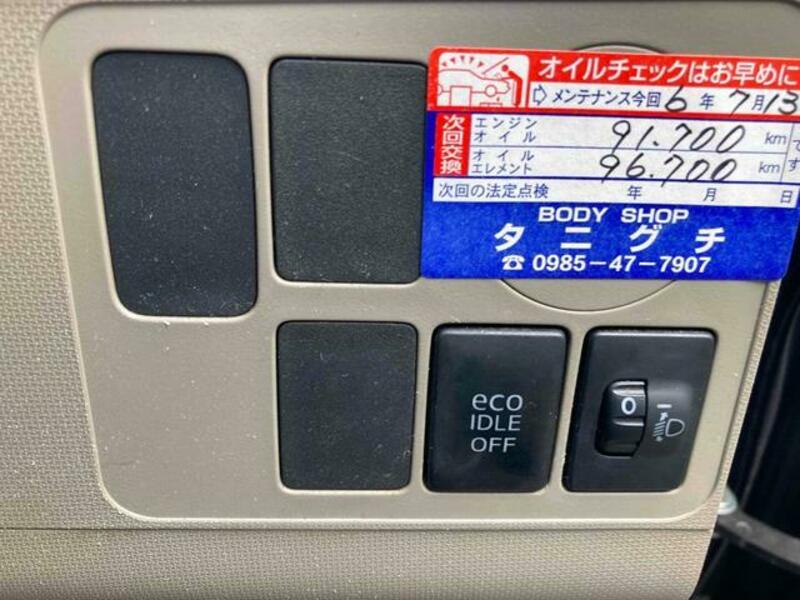 オイルチェックはお早めに
メンテナンス今回 6年 7月13
次回交換
エンジンオイル 91.700 km
オイルエレメント 96.700 km
で
す
次回の法定点検 年 月 日
BODY SHOP
タニグチ
☎ 0985-47-7907
eco
IDLE
OFF
0